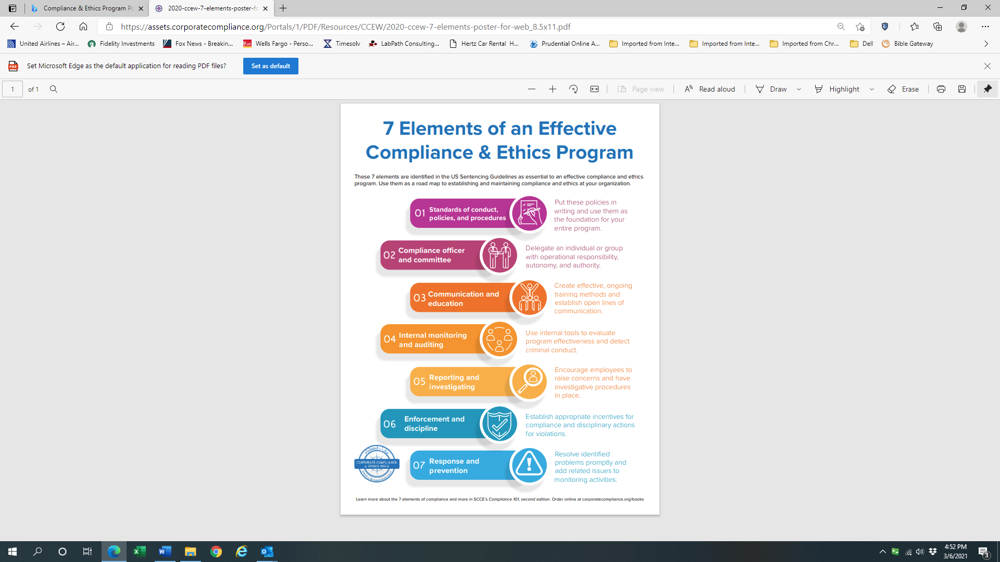 Compliance & Ethics Program Po
2020-ccew-7-elements-poster-fo
https://assets.corporatecompliance.org/Portals/1/PDF/Resources/CCEW/2020-ccew-7-elements-poster-for-web_8.5x11.pdf
United Airlines – Air...
Fidelity Investments
Fox News - Breakin...
Wells Fargo - Perso...
Timesolv
LabPath Consulting...
Hertz Car Rental H...
Prudential Online A...
Imported from Inte...
Imported from Inte...
Imported from Chr...
Dell
Bible Gateway
PDF
Set Microsoft Edge as the default application for reading PDF files?
Set as default
1 of 1
Page view
Read aloud
Draw
Highlight
Erase
7 Elements of an Effective
Compliance & Ethics Program
These 7 elements are identified in the US Sentencing Guidelines as essential to an effective compliance and ethics
program. Use them as a road map to establishing and maintaining compliance and ethics at your organization.
01 Standards of conduct,
policies, and procedures
Put these policies in
writing and use them as
the foundation for your
entire program.
02 Compliance officer
and committee
Delegate an individual or group
with operational responsibility,
autonomy, and authority.
03 Communication and
education
Create effective, ongoing
training methods and
establish open lines of
communication.
04 Internal monitoring
and auditing
Use internal tools to evaluate
program effectiveness and detect
criminal conduct.
05 Reporting and
investigating
Encourage employees to
raise concerns and have
investigative procedures
in place.
06 Enforcement and
discipline
Establish appropriate incentives for
compliance and disciplinary actions
for violations.
CORPORATE COMPLIANCE
& ETHICS WEEK
07 Response and
prevention
Resolve identified
problems promptly and
add related issues to
monitoring activities.
Learn more about the 7 elements of compliance and more in SCCE's Compliance 101, second edition. Order online at corporatecompliance.org/books
4:52 PM
3/6/2021
3